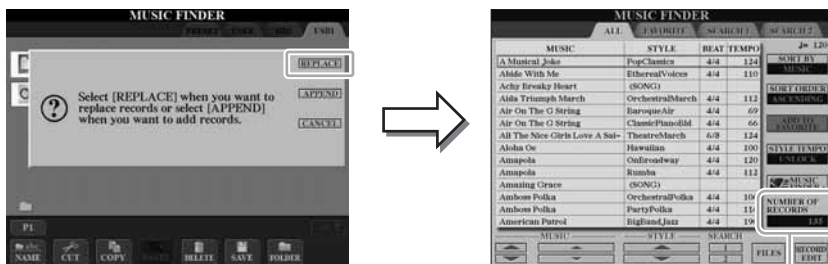 MUSIC FINDER
PRESET USER HD1 USB1
REPLACE
Select [REPLACE] when you want to
replace records or select [APPEND]
when you want to add records.
APPEND
CANCEL
P1
NAME CUT COPY DELETE SAVE FOLDER
MUSIC FINDER
ALL FAVORITE SEARCH 1 SEARCH 2
MUSIC STYLE BEAT TEMPO
A Musical Joke PopClassics 4/4 124
Abide With Me EtherealVoices 4/4 110
Achy Breaky Heart (SONG)
Aida Triumph March OrchestralMarch 4/4 112
Air On The G String BaroqueAir 4/4 69
Air On The G String ClassicPianoBld 4/4 66
All The Nice Girls Love A Sai~ TheatreMarch 6/8 124
Aloha Oe Hawaiian 4/4 100
Amapola OnBroadway 4/4 120
Amapola Rumba 4/4 112
Amazing Grace (SONG)
Amboss Polka OrchestralPolka 4/4
Amboss Polka PartyPolka 4/4
American Patrol BigBandJazz 4/4
♩= 120
SORT BY
MUSIC
SORT ORDER
ASCENDING
ADD TO
FAVORITE
STYLE TEMPO
UNLOCK
MUSIC
NUMBER OF
RECORDS
135
MUSIC STYLE SEARCH
1
2
FILES
RECORD
EDIT